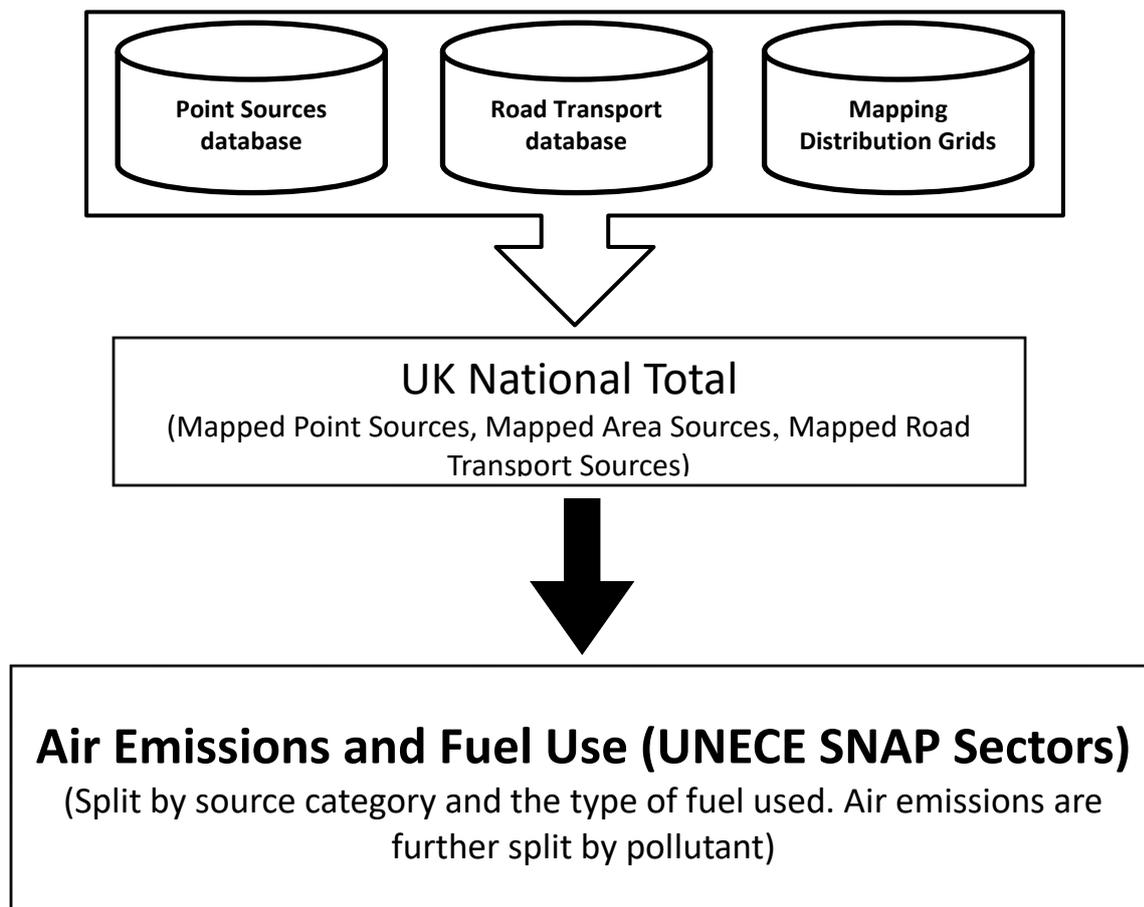 Point Sources
database
Road Transport
database
Mapping
Distribution Grids
UK National Total
(Mapped Point Sources, Mapped Area Sources, Mapped Road
Transport Sources)
Air Emissions and Fuel Use (UNECE SNAP Sectors)
(Split by source category and the type of fuel used. Air emissions are
further split by pollutant)